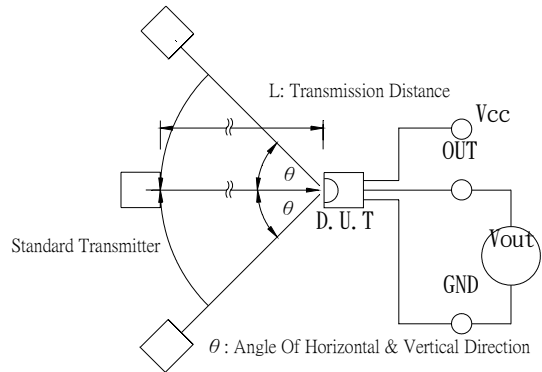 L: Transmission Distance
Vcc
OUT
θ
θ
D.U.T
Standard Transmitter
Vout
GND
θ : Angle Of Horizontal & Vertical Direction